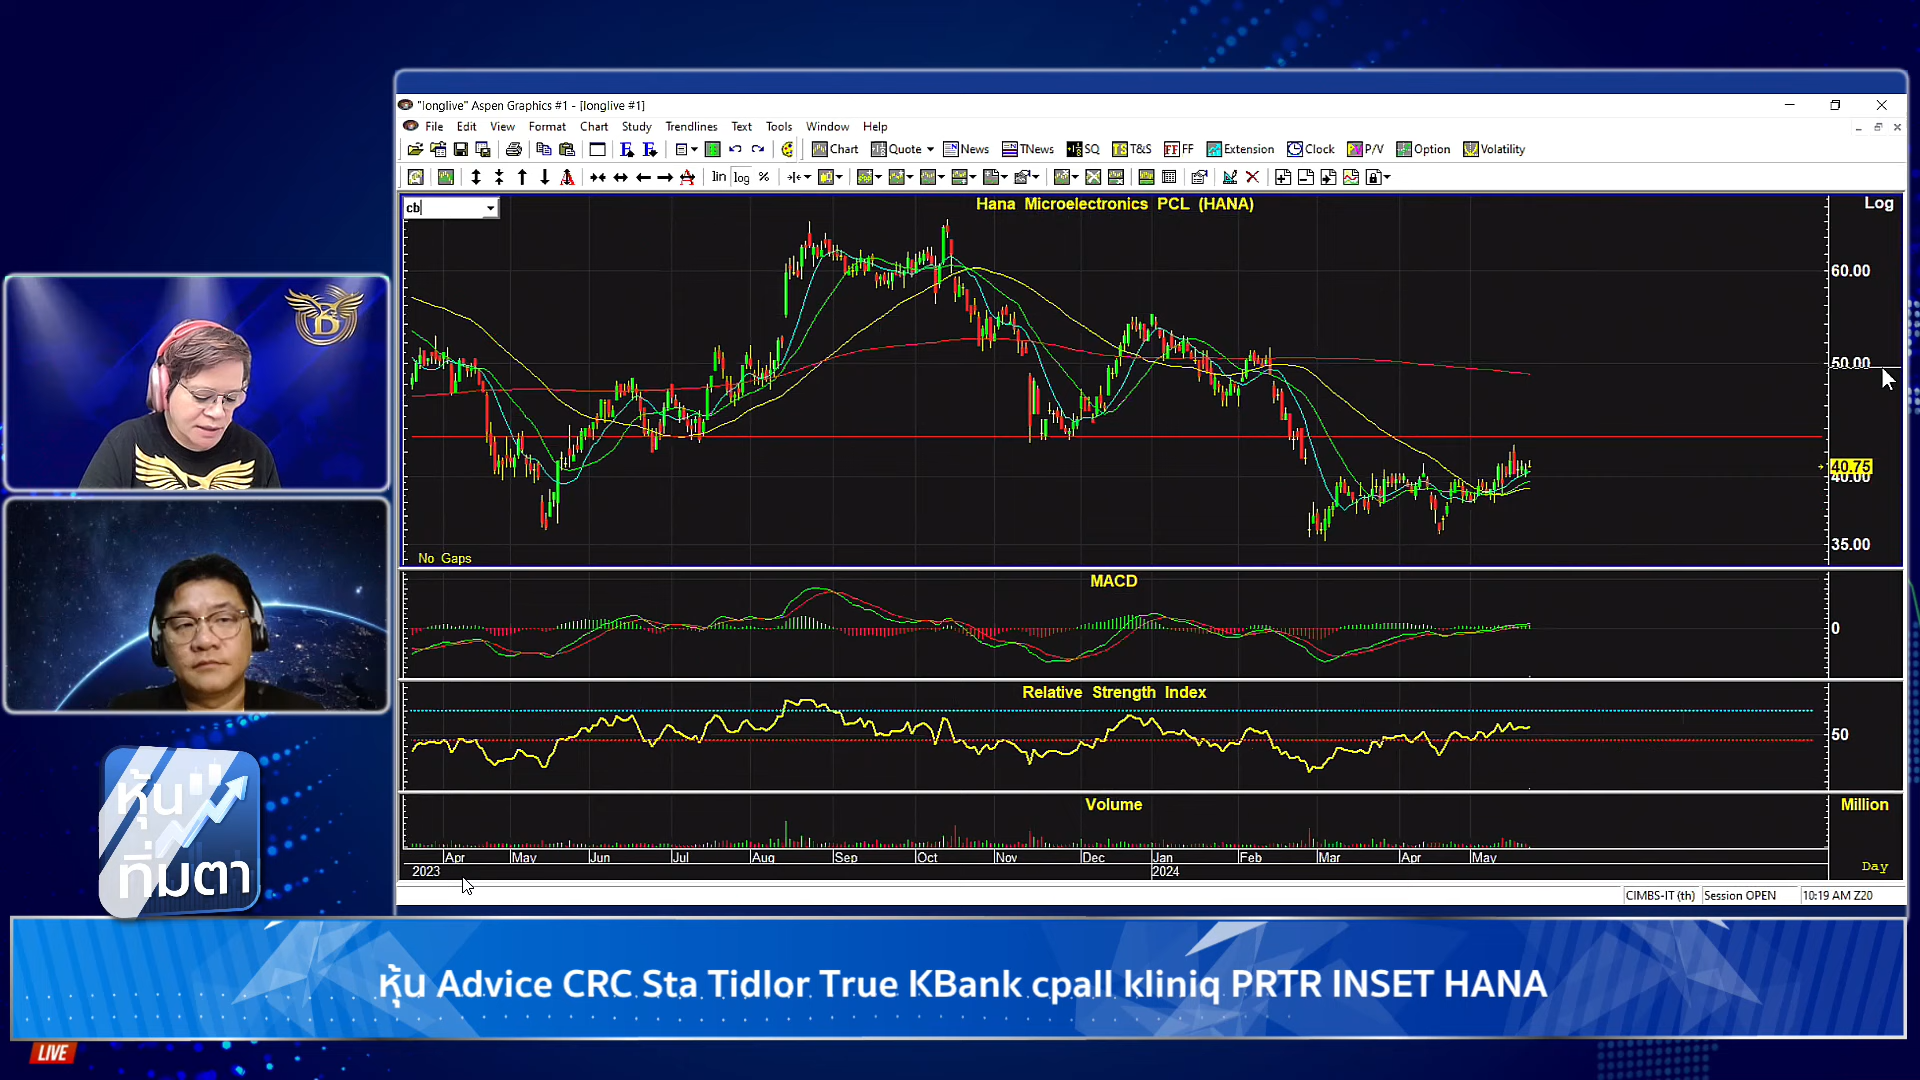 "longlive" Aspen Graphics #1 - [longlive #1]
File Edit View Format Chart Study Trendlines Text Tools Window Help
Chart Quote News TNews SQ T&S FF Extension Clock P/V Option Volatility
lin log %
cb
Hana Microelectronics PCL (HANA)
Log
60.00
50.00
40.75
40.00
35.00
No Gaps
MACD
0
Relative Strength Index
50
Volume
Million
Apr May Jun Jul Aug Sep Oct Nov Dec Jan Feb Mar Apr May
2023 2024
Day
CIMBS-IT (th) Session OPEN 10:19 AM Z20
หุ้น
ทิ่มตา
หุ้น Advice CRC Sta Tidlor True KBank cpall kliniq PRTR INSET HANA
LIVE